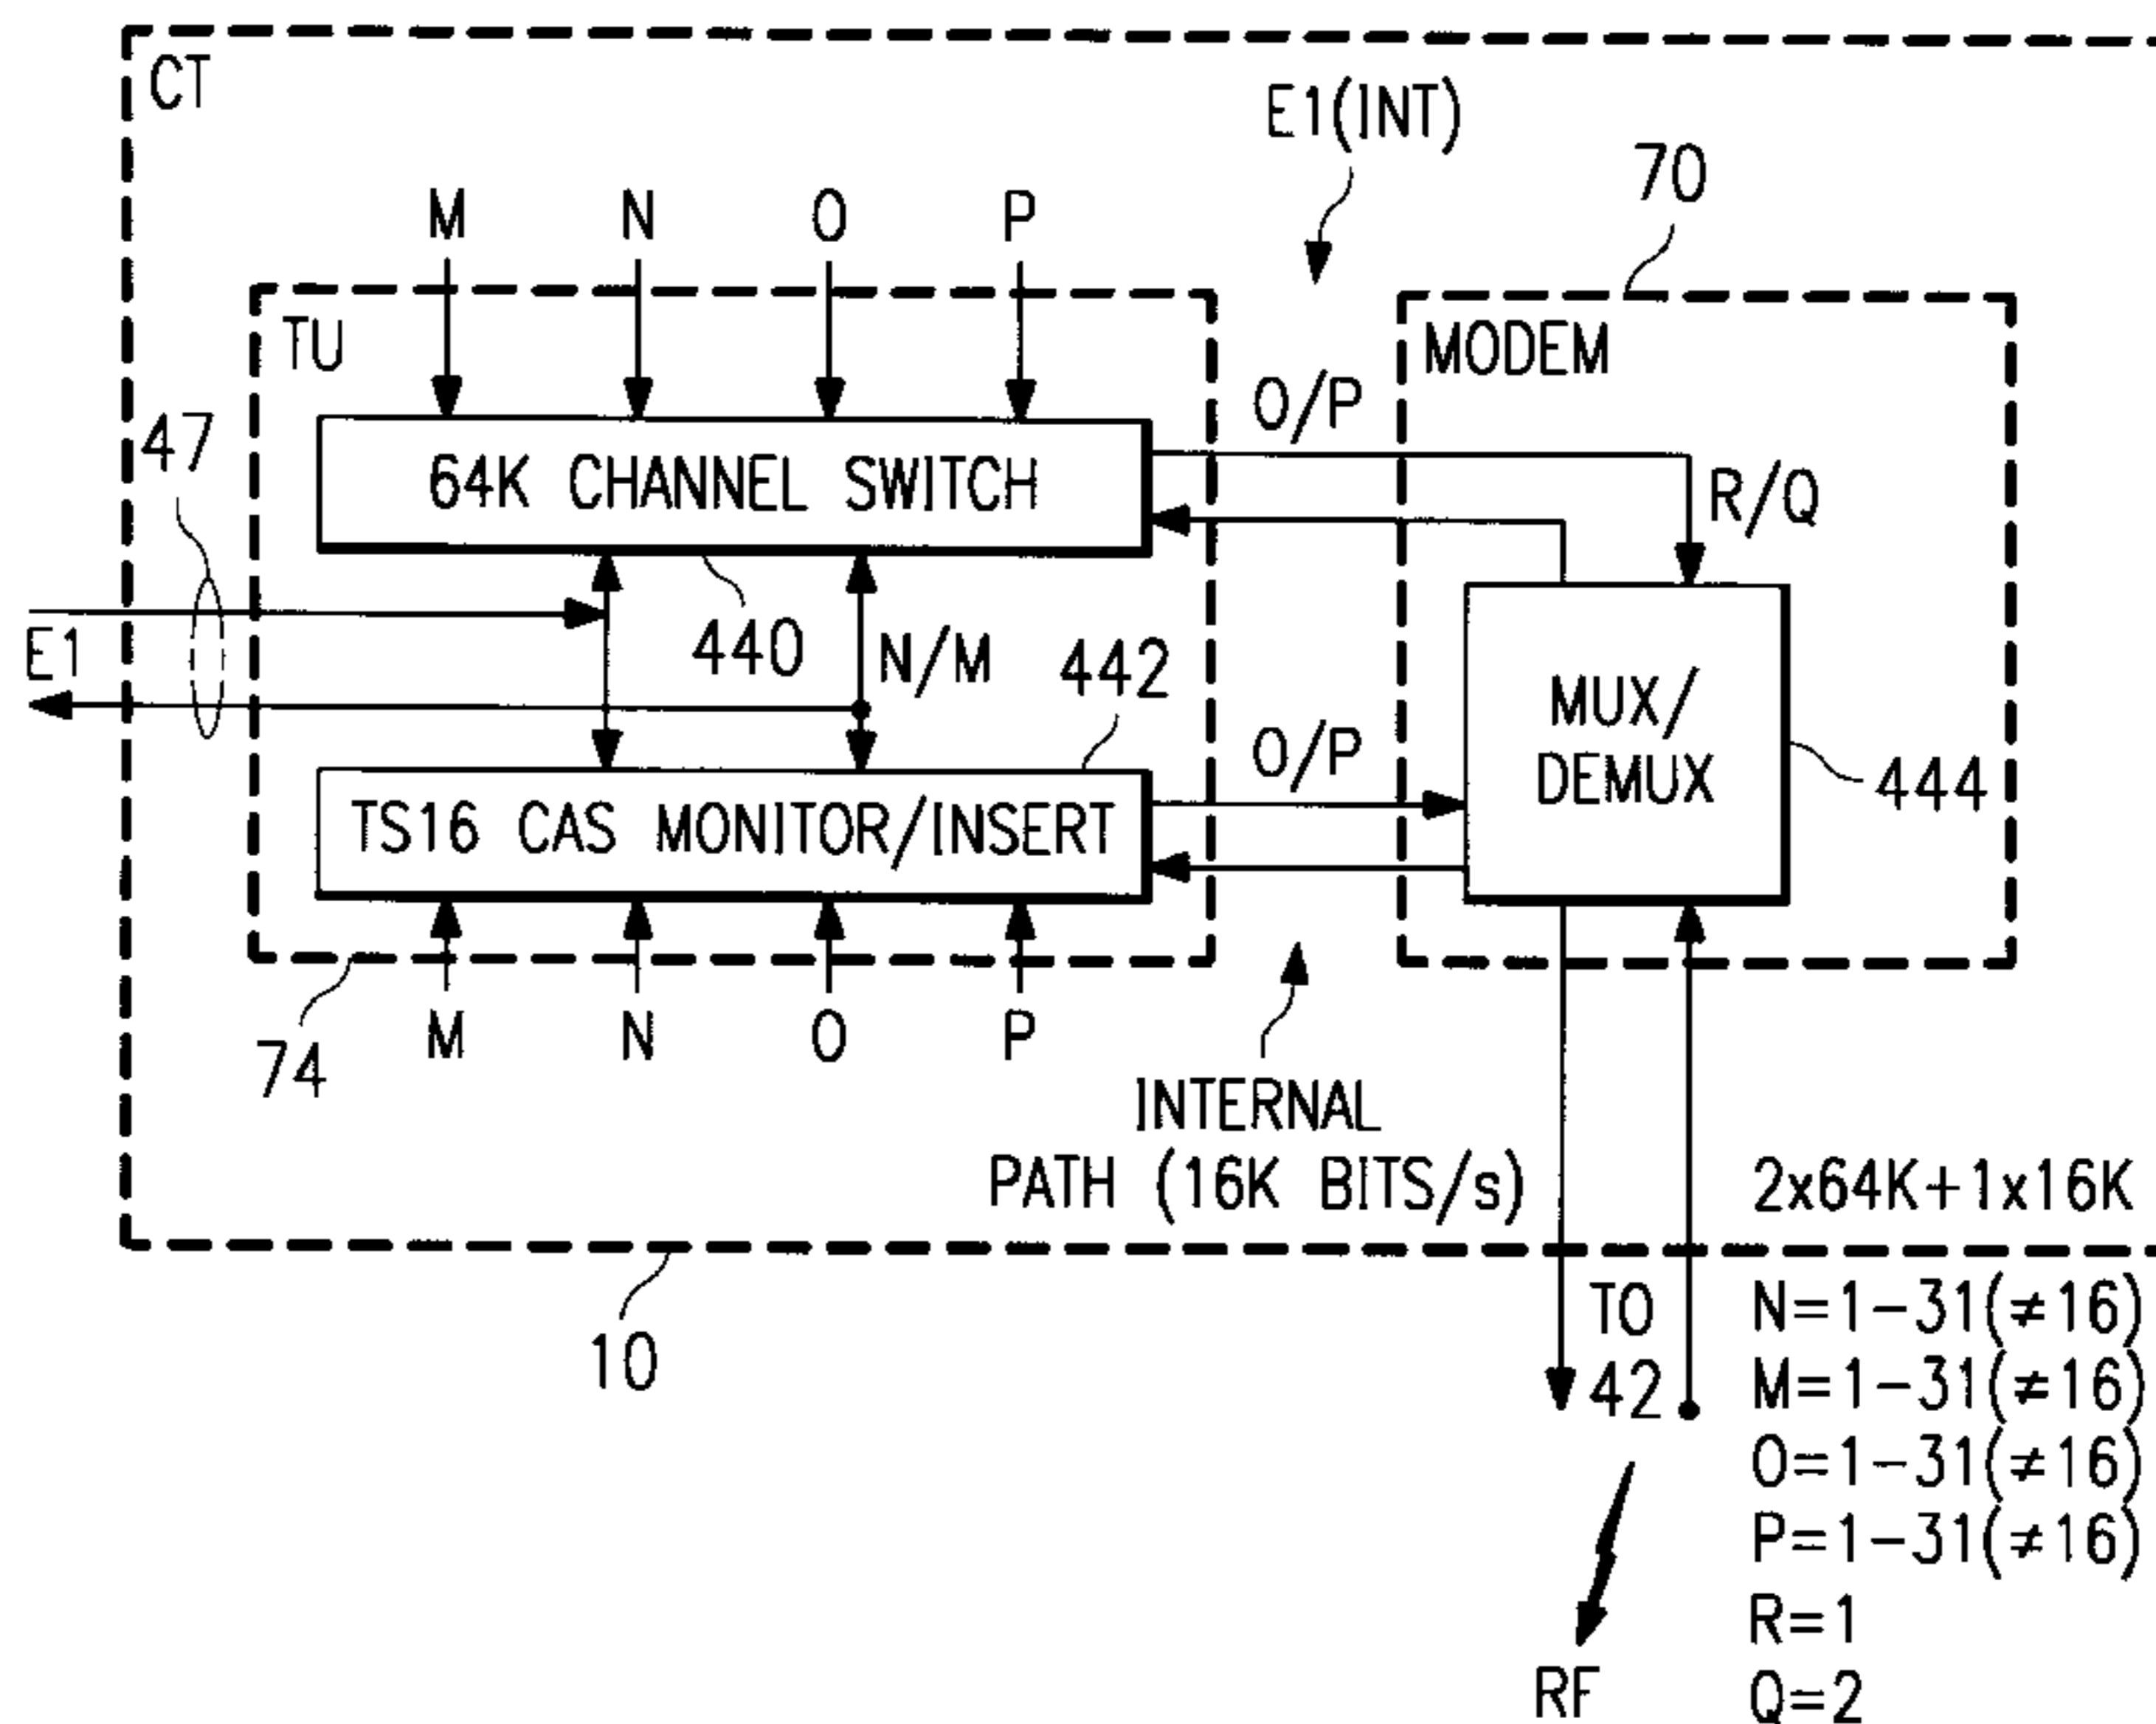 CT
E1(INT)
70
M N O P
TU
MODEM
O/P
47
64K CHANNEL SWITCH
R/Q
E1
440
N/M
442
MUX/
DEMUX
O/P
444
TS16 CAS MONITOR/INSERT
M N O P
74
INTERNAL
PATH (16K BITS/s)
2x64K+1x16K
10
TO
42
N=1-31(≠16)
M=1-31(≠16)
O=1-31(≠16)
P=1-31(≠16)
R=1
Q=2
RF